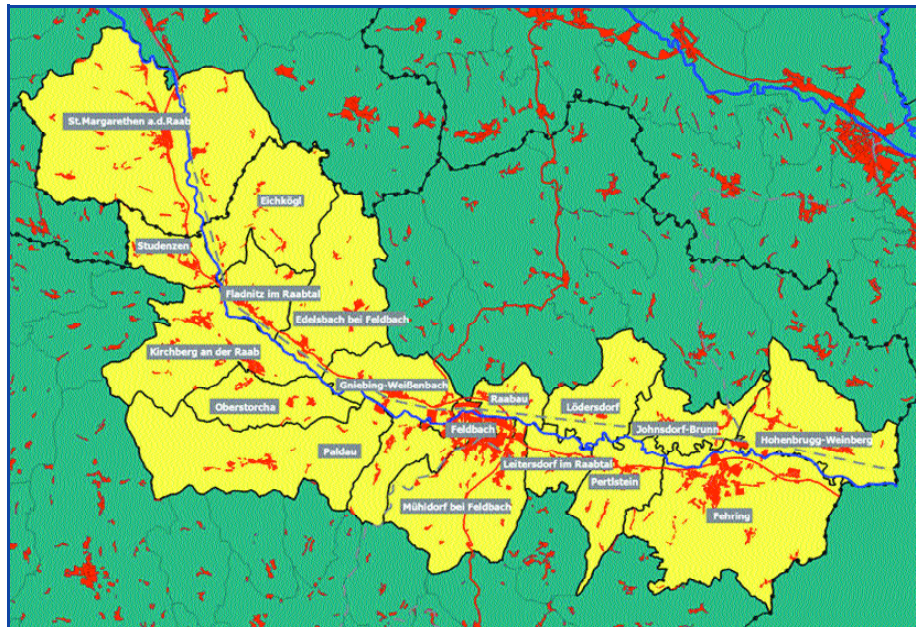 St.Margarethen a.d.Raab
Eichkögl
Studenzen
Fladnitz im Raabtal
Edelsbach bei Feldbach
Kirchberg an der Raab
Gniebing-Weißenbach
Oberstorcha
Raabau
Lödersdorf
Feldbach
Johnsdorf-Brunn
Hohenbrugg-Weinberg
Paldau
Leitersdorf im Raabtal
Pertlstein
Mühldorf bei Feldbach
Fehring